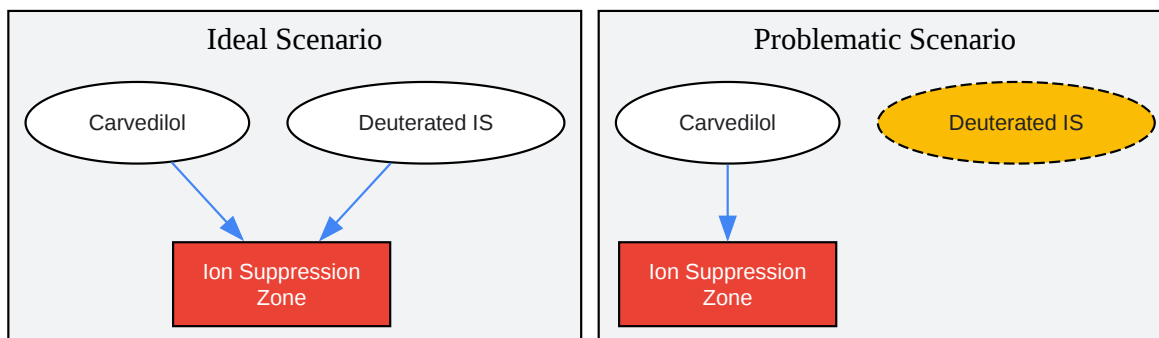 Ideal Scenario
Carvedilol
Deuterated IS
Ion Suppression
Zone
Problematic Scenario
Carvedilol
Deuterated IS
Ion Suppression
Zone